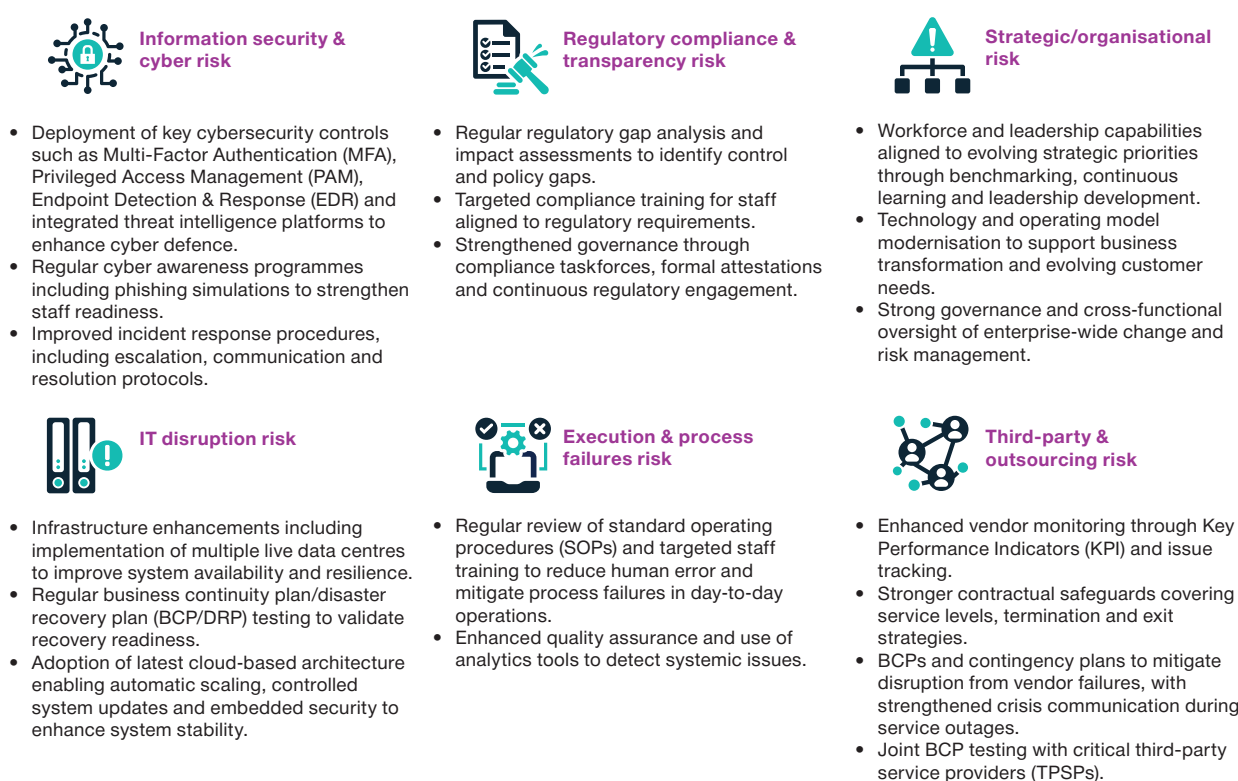 Information security &
cyber risk
• Deployment of key cybersecurity controls
such as Multi-Factor Authentication (MFA),
Privileged Access Management (PAM),
Endpoint Detection & Response (EDR) and
integrated threat intelligence platforms to
enhance cyber defence.
• Regular cyber awareness programmes
including phishing simulations to strengthen
staff readiness.
• Improved incident response procedures,
including escalation, communication and
resolution protocols.
Regulatory compliance &
transparency risk
• Regular regulatory gap analysis and
impact assessments to identify control
and policy gaps.
• Targeted compliance training for staff
aligned to regulatory requirements.
• Strengthened governance through
compliance taskforces, formal attestations
and continuous regulatory engagement.
Strategic/organisational
risk
• Workforce and leadership capabilities
aligned to evolving strategic priorities
through benchmarking, continuous
learning and leadership development.
• Technology and operating model
modernisation to support business
transformation and evolving customer
needs.
• Strong governance and cross-functional
oversight of enterprise-wide change and
risk management.
IT disruption risk
• Infrastructure enhancements including
implementation of multiple live data centres
to improve system availability and resilience.
• Regular business continuity plan/disaster
recovery plan (BCP/DRP) testing to validate
recovery readiness.
• Adoption of latest cloud-based architecture
enabling automatic scaling, controlled
system updates and embedded security to
enhance system stability.
Execution & process
failures risk
• Regular review of standard operating
procedures (SOPs) and targeted staff
training to reduce human error and
mitigate process failures in day-to-day
operations.
• Enhanced quality assurance and use of
analytics tools to detect systemic issues.
Third-party &
outsourcing risk
• Enhanced vendor monitoring through Key
Performance Indicators (KPI) and issue
tracking.
• Stronger contractual safeguards covering
service levels, termination and exit
strategies.
• BCPs and contingency plans to mitigate
disruption from vendor failures, with
strengthened crisis communication during
service outages.
• Joint BCP testing with critical third-party
service providers (TPSPs).